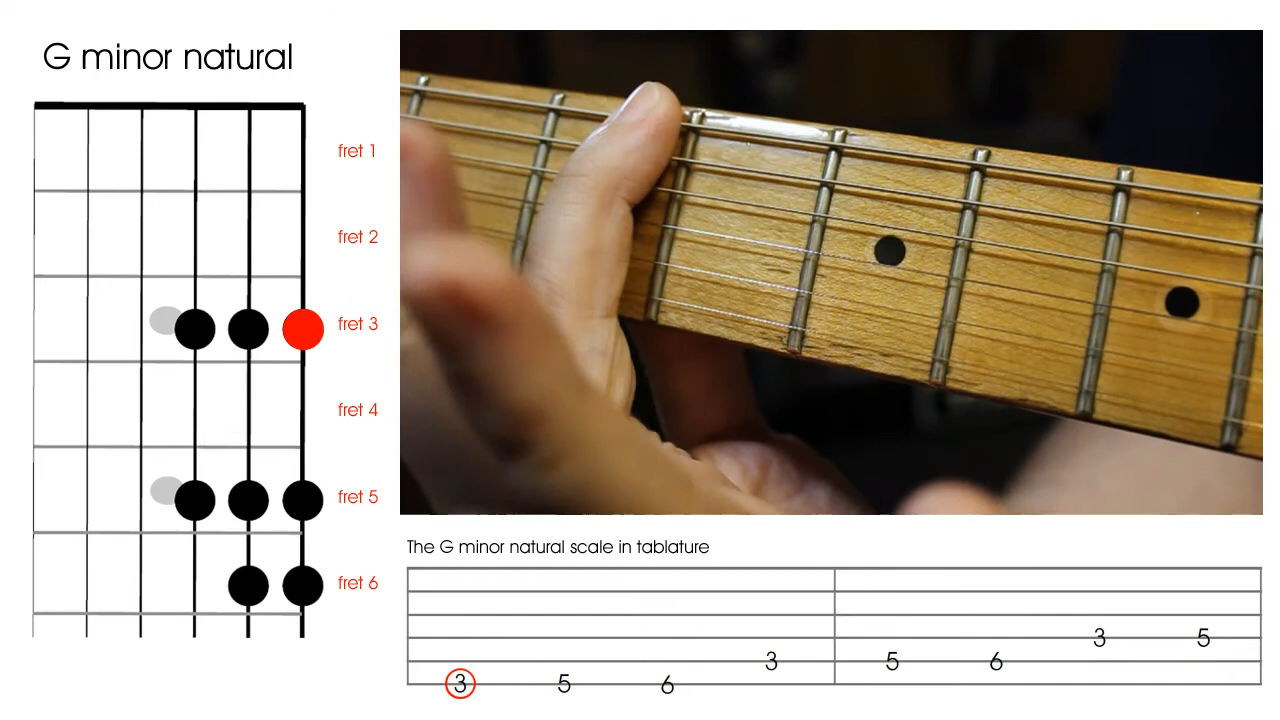 G minor natural
fret 1
fret 2
fret 3
fret 4
fret 5
fret 6
The G minor natural scale in tablature
3 5
3 5 6
3 5 6